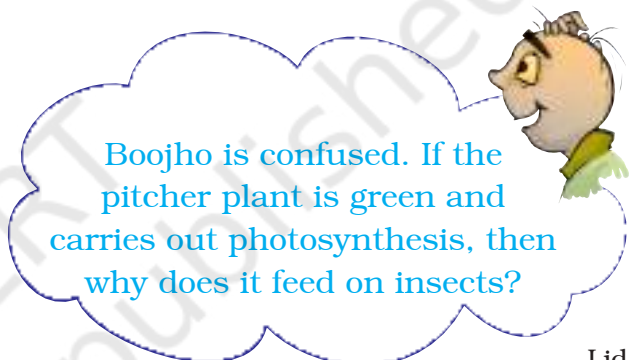 Boojho is confused. If the
pitcher plant is green and
carries out photosynthesis, then
why does it feed on insects?
Lid